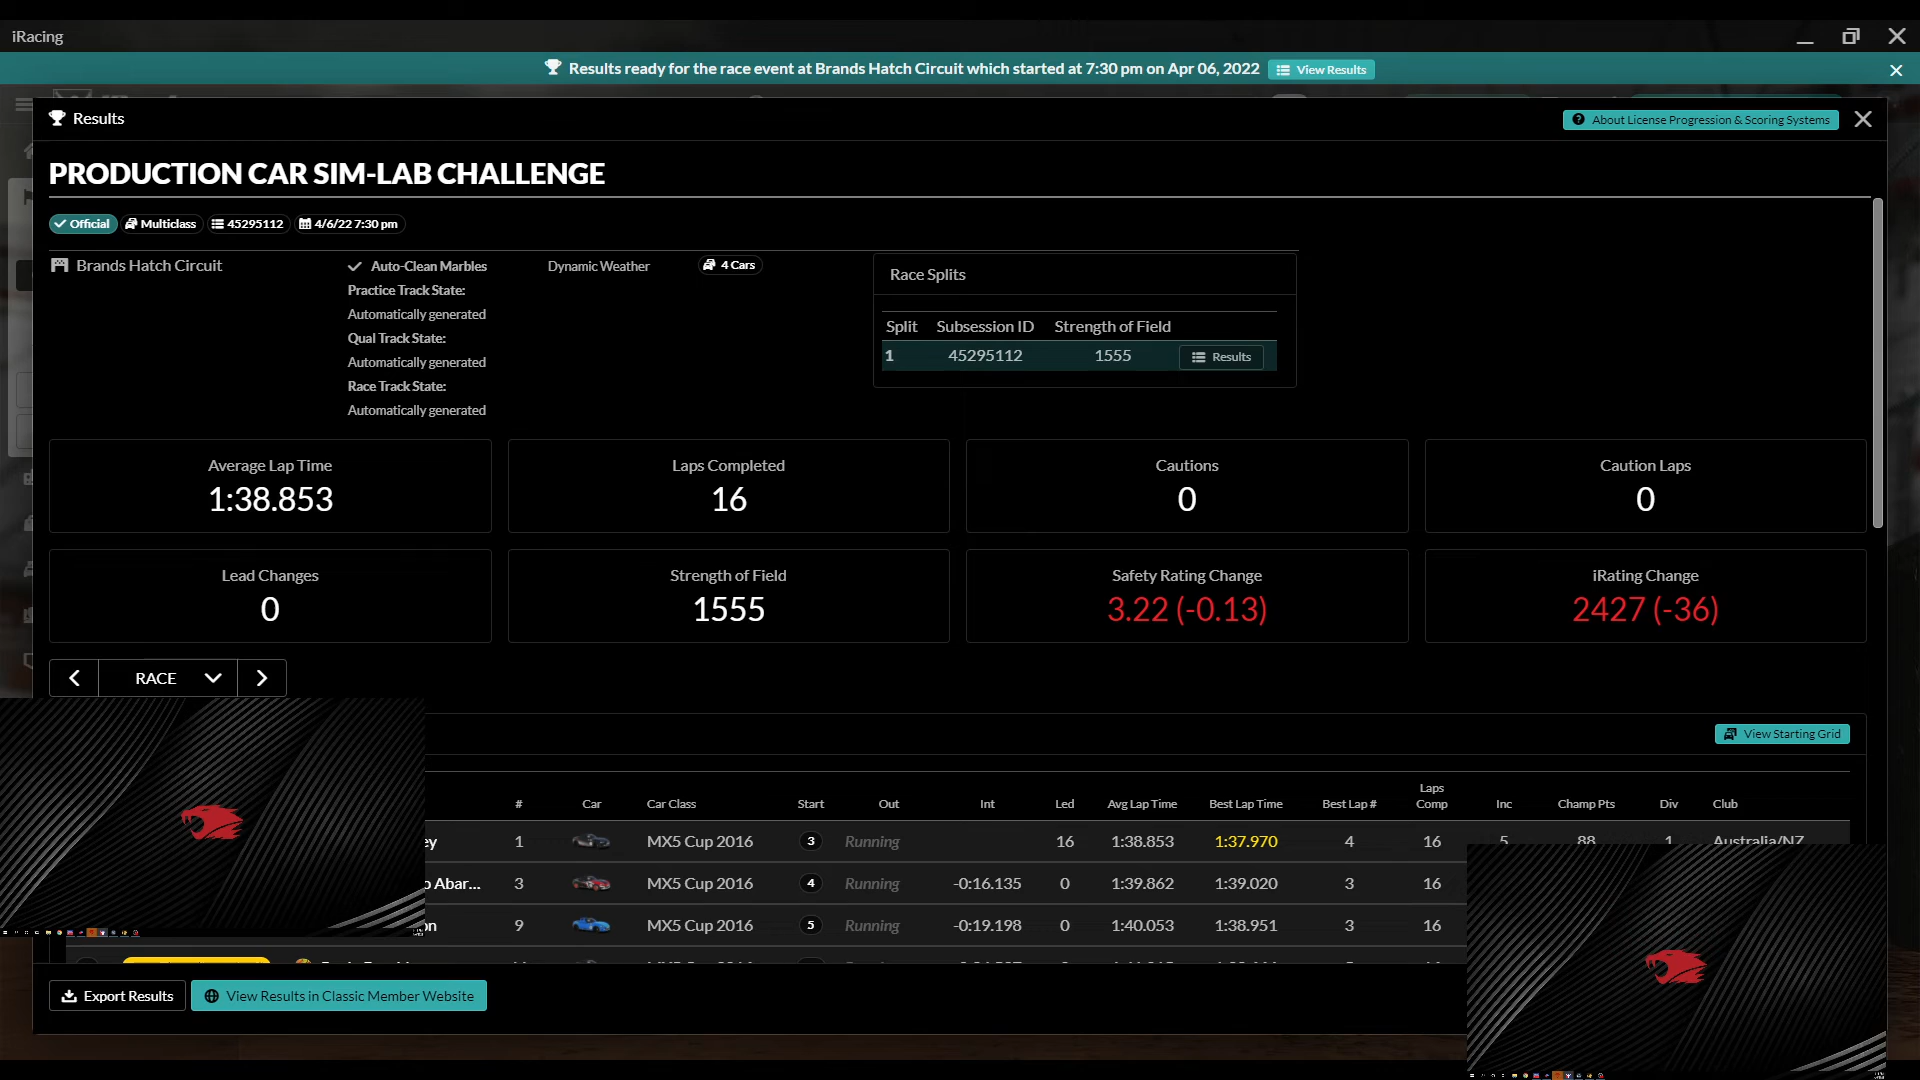 iRacing
Results ready for the race event at Brands Hatch Circuit which started at 7:30 pm on Apr 06, 2022 View Results
Results
About License Progression & Scoring Systems
PRODUCTION CAR SIM-LAB CHALLENGE
Official Multiclass 45295112 4/6/22 7:30 pm
Brands Hatch Circuit
Auto-Clean Marbles
Practice Track State:
Automatically generated
Qual Track State:
Automatically generated
Race Track State:
Automatically generated
Dynamic Weather
4 Cars
Race Splits
Split Subsession ID Strength of Field
1 45295112 1555 Results
Average Lap Time
1:38.853
Laps Completed
16
Cautions
0
Caution Laps
0
Lead Changes
0
Strength of Field
1555
Safety Rating Change
3.22 (-0.13)
iRating Change
2427 (-36)
RACE
View Starting Grid
# Car Car Class Start Out Int Led Avg Lap Time Best Lap Time Best Lap # Laps Comp Inc Champ Pts Div Club
ey 1 MX5 Cup 2016 3 Running 16 1:38.853 1:37.970 4 16 5 88 1 Australia/NZ
o Abar... 3 MX5 Cup 2016 4 Running -0:16.135 0 1:39.862 1:39.020 3 16
on 9 MX5 Cup 2016 5 Running -0:19.198 0 1:40.053 1:38.951 3 16
Export Results
View Results in Classic Member Website